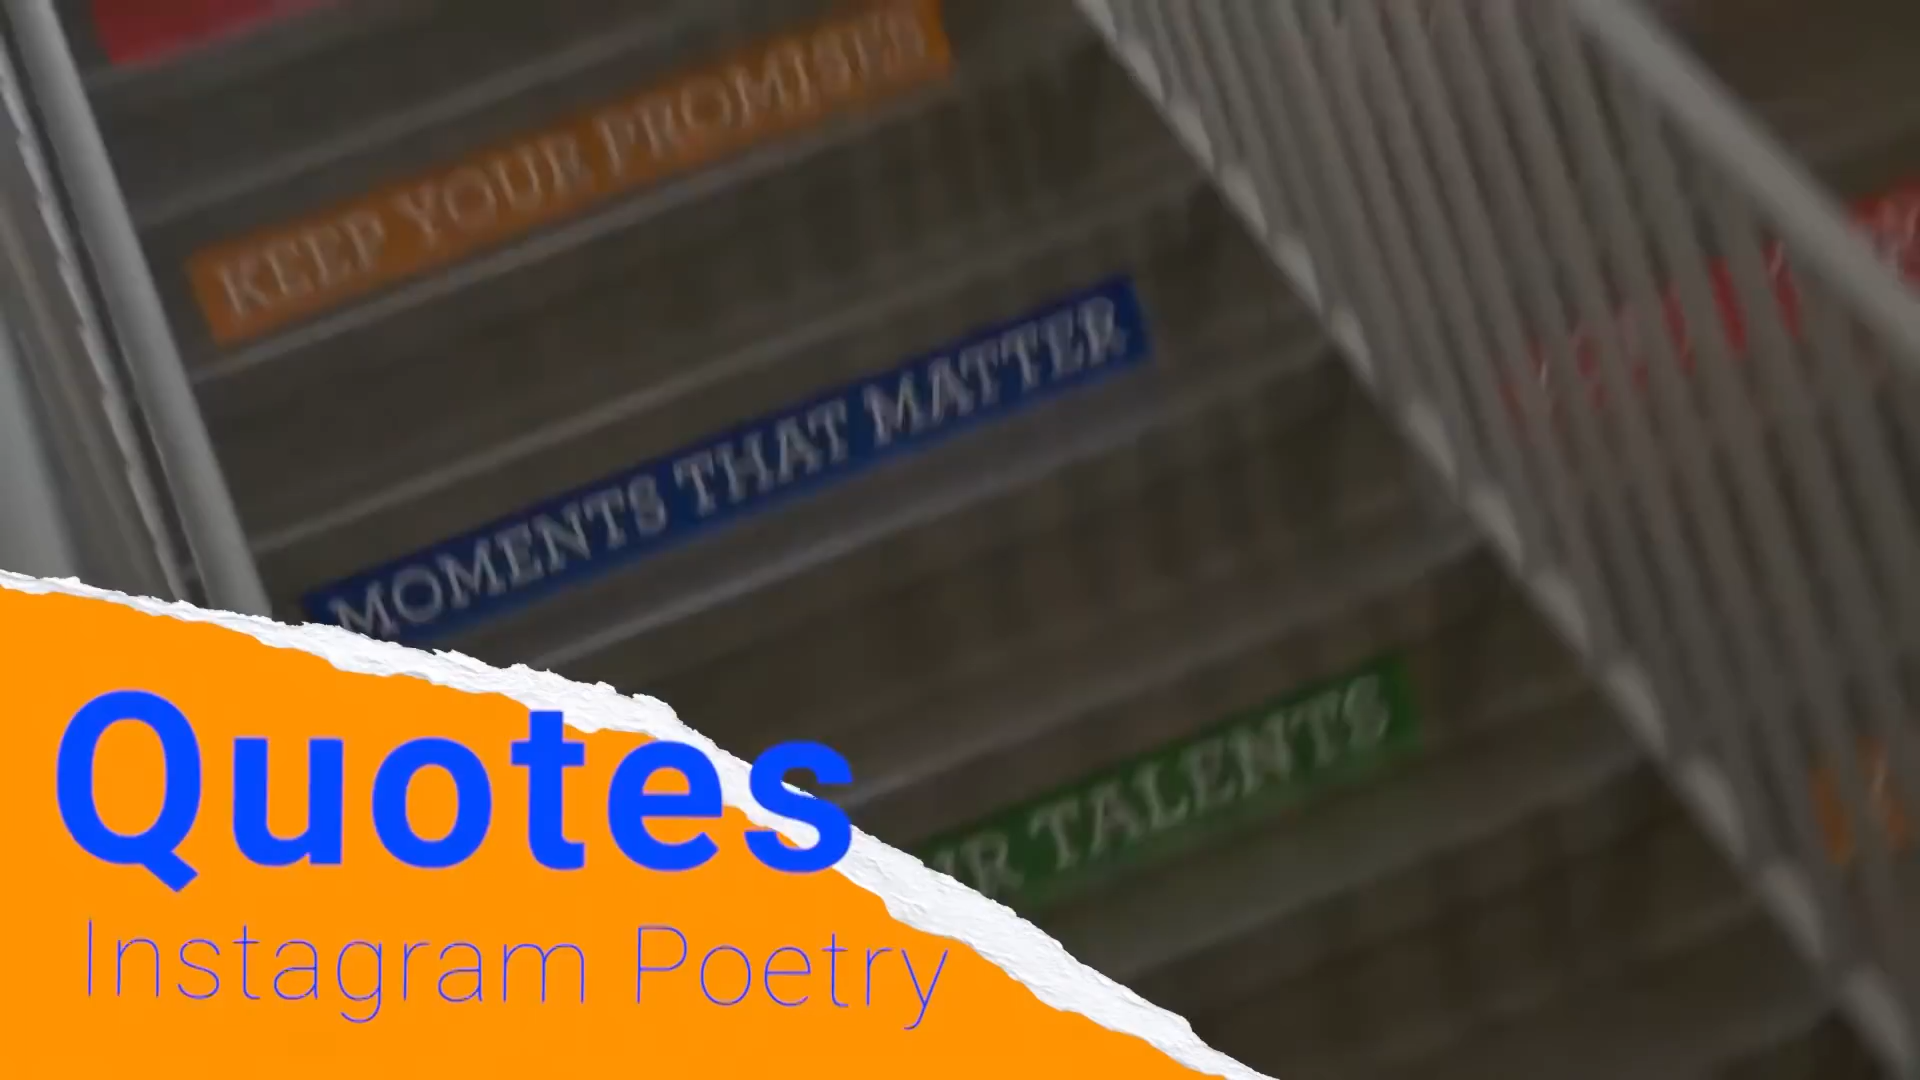 KEEP YOUR PROMISES
MOMENTS THAT MATTER
TALENTS
Quotes
Instagram Poetry